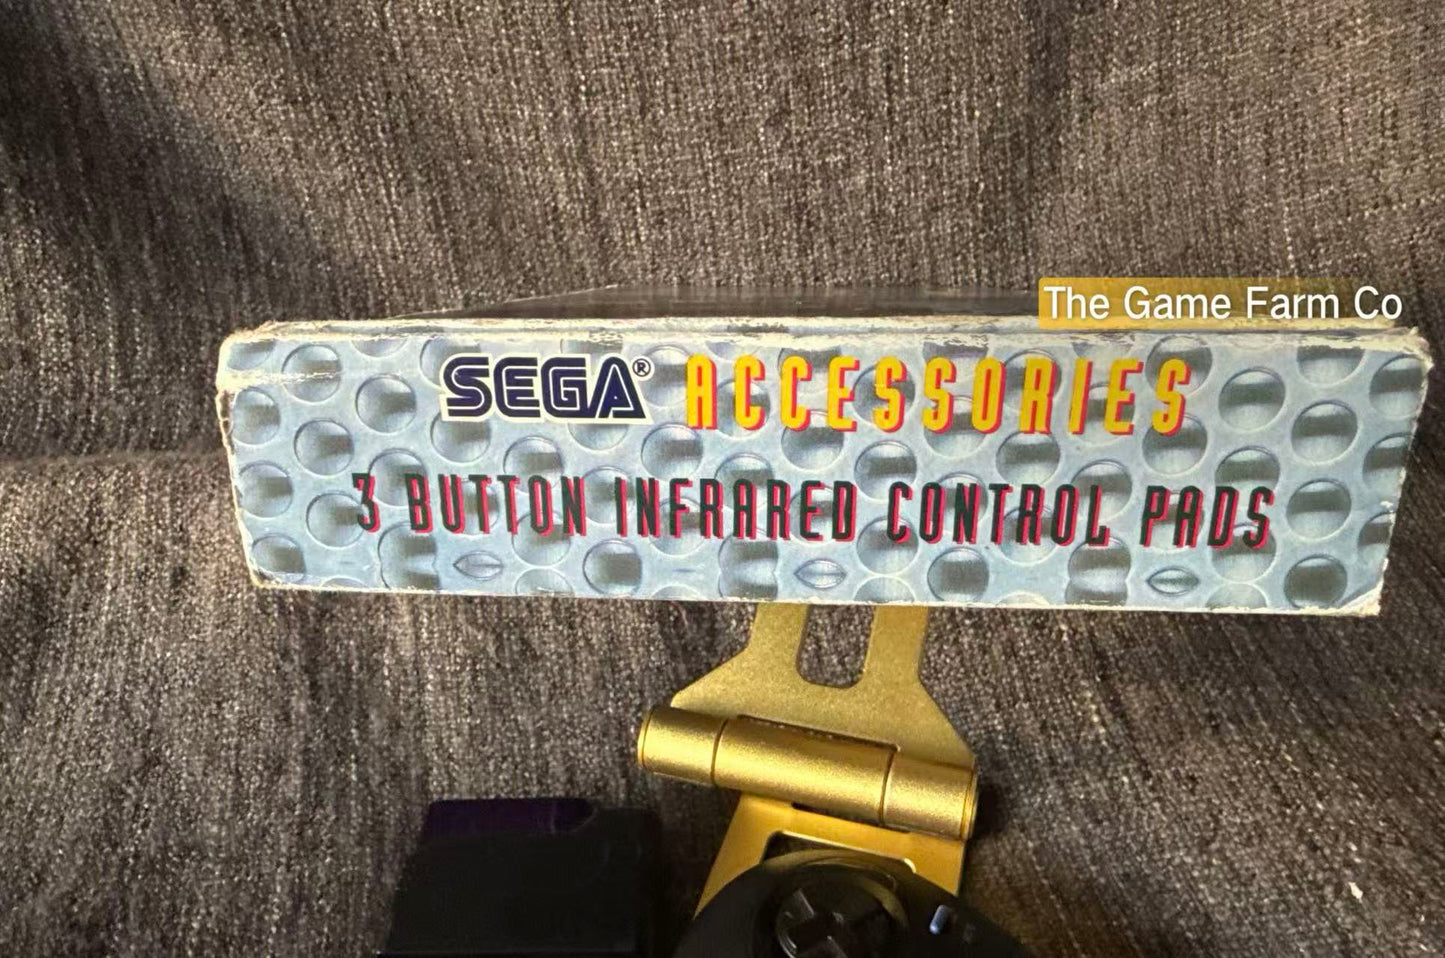 The Game Farm Co
SEGA® ACCESSORIES
3 BUTTON INFRARED CONTROL PADS